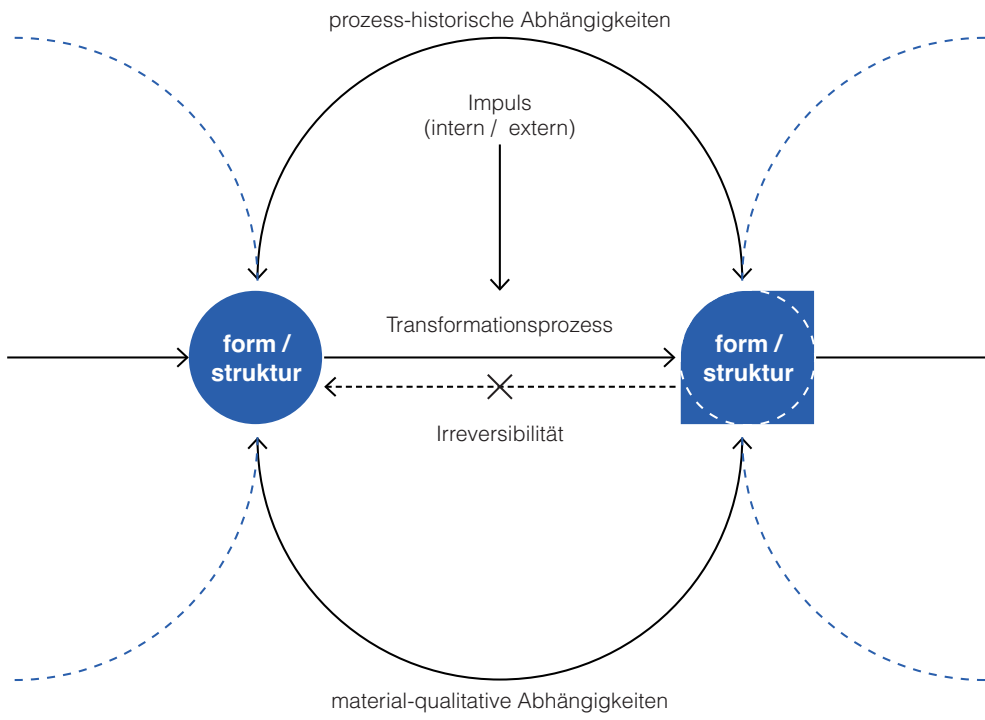 prozess-historische Abhängigkeiten
Impuls
(intern / extern)
Transformationsprozess
form /
struktur
form /
struktur
Irreversibilität
material-qualitative Abhängigkeiten